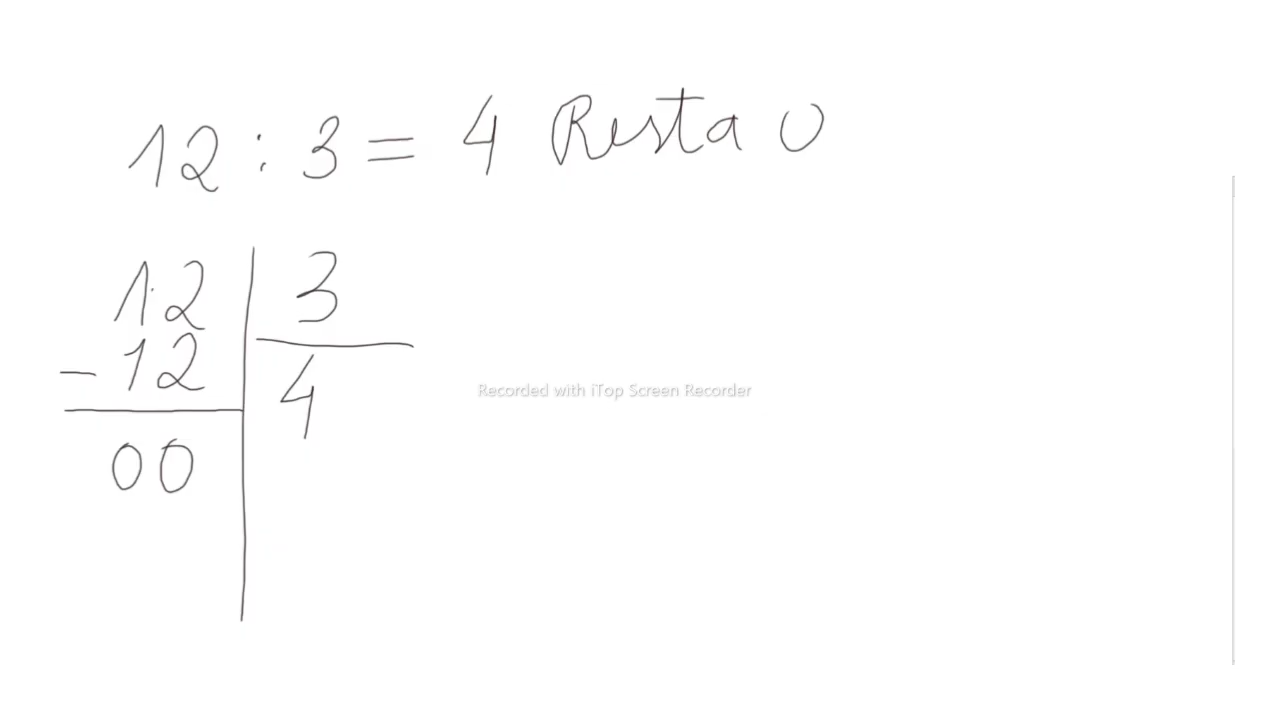 12 : 3 = 4 Resta 0
12 3
- 12 4
Recorded with iTop Screen Recorder
00